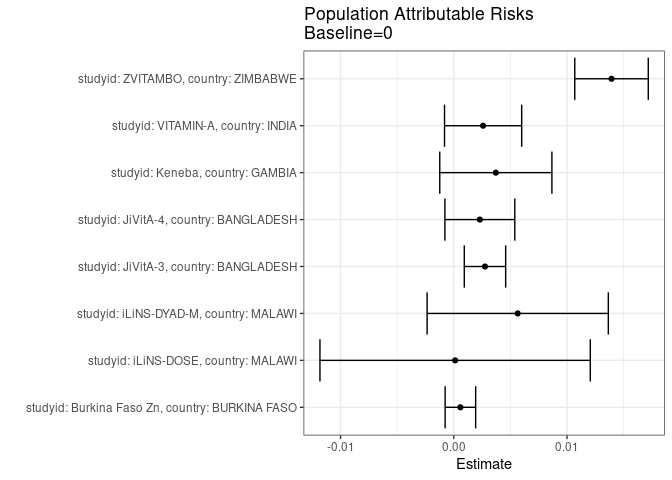 Population Attributable Risks
Baseline=0
studyid: ZVITAMBO, country: ZIMBABWE
studyid: VITAMIN-A, country: INDIA
studyid: Keneba, country: GAMBIA
studyid: JiVitA-4, country: BANGLADESH
studyid: JiVitA-3, country: BANGLADESH
studyid: iLiNS-DYAD-M, country: MALAWI
studyid: iLiNS-DOSE, country: MALAWI
studyid: Burkina Faso Zn, country: BURKINA FASO
-0.01 0.00 0.01
Estimate